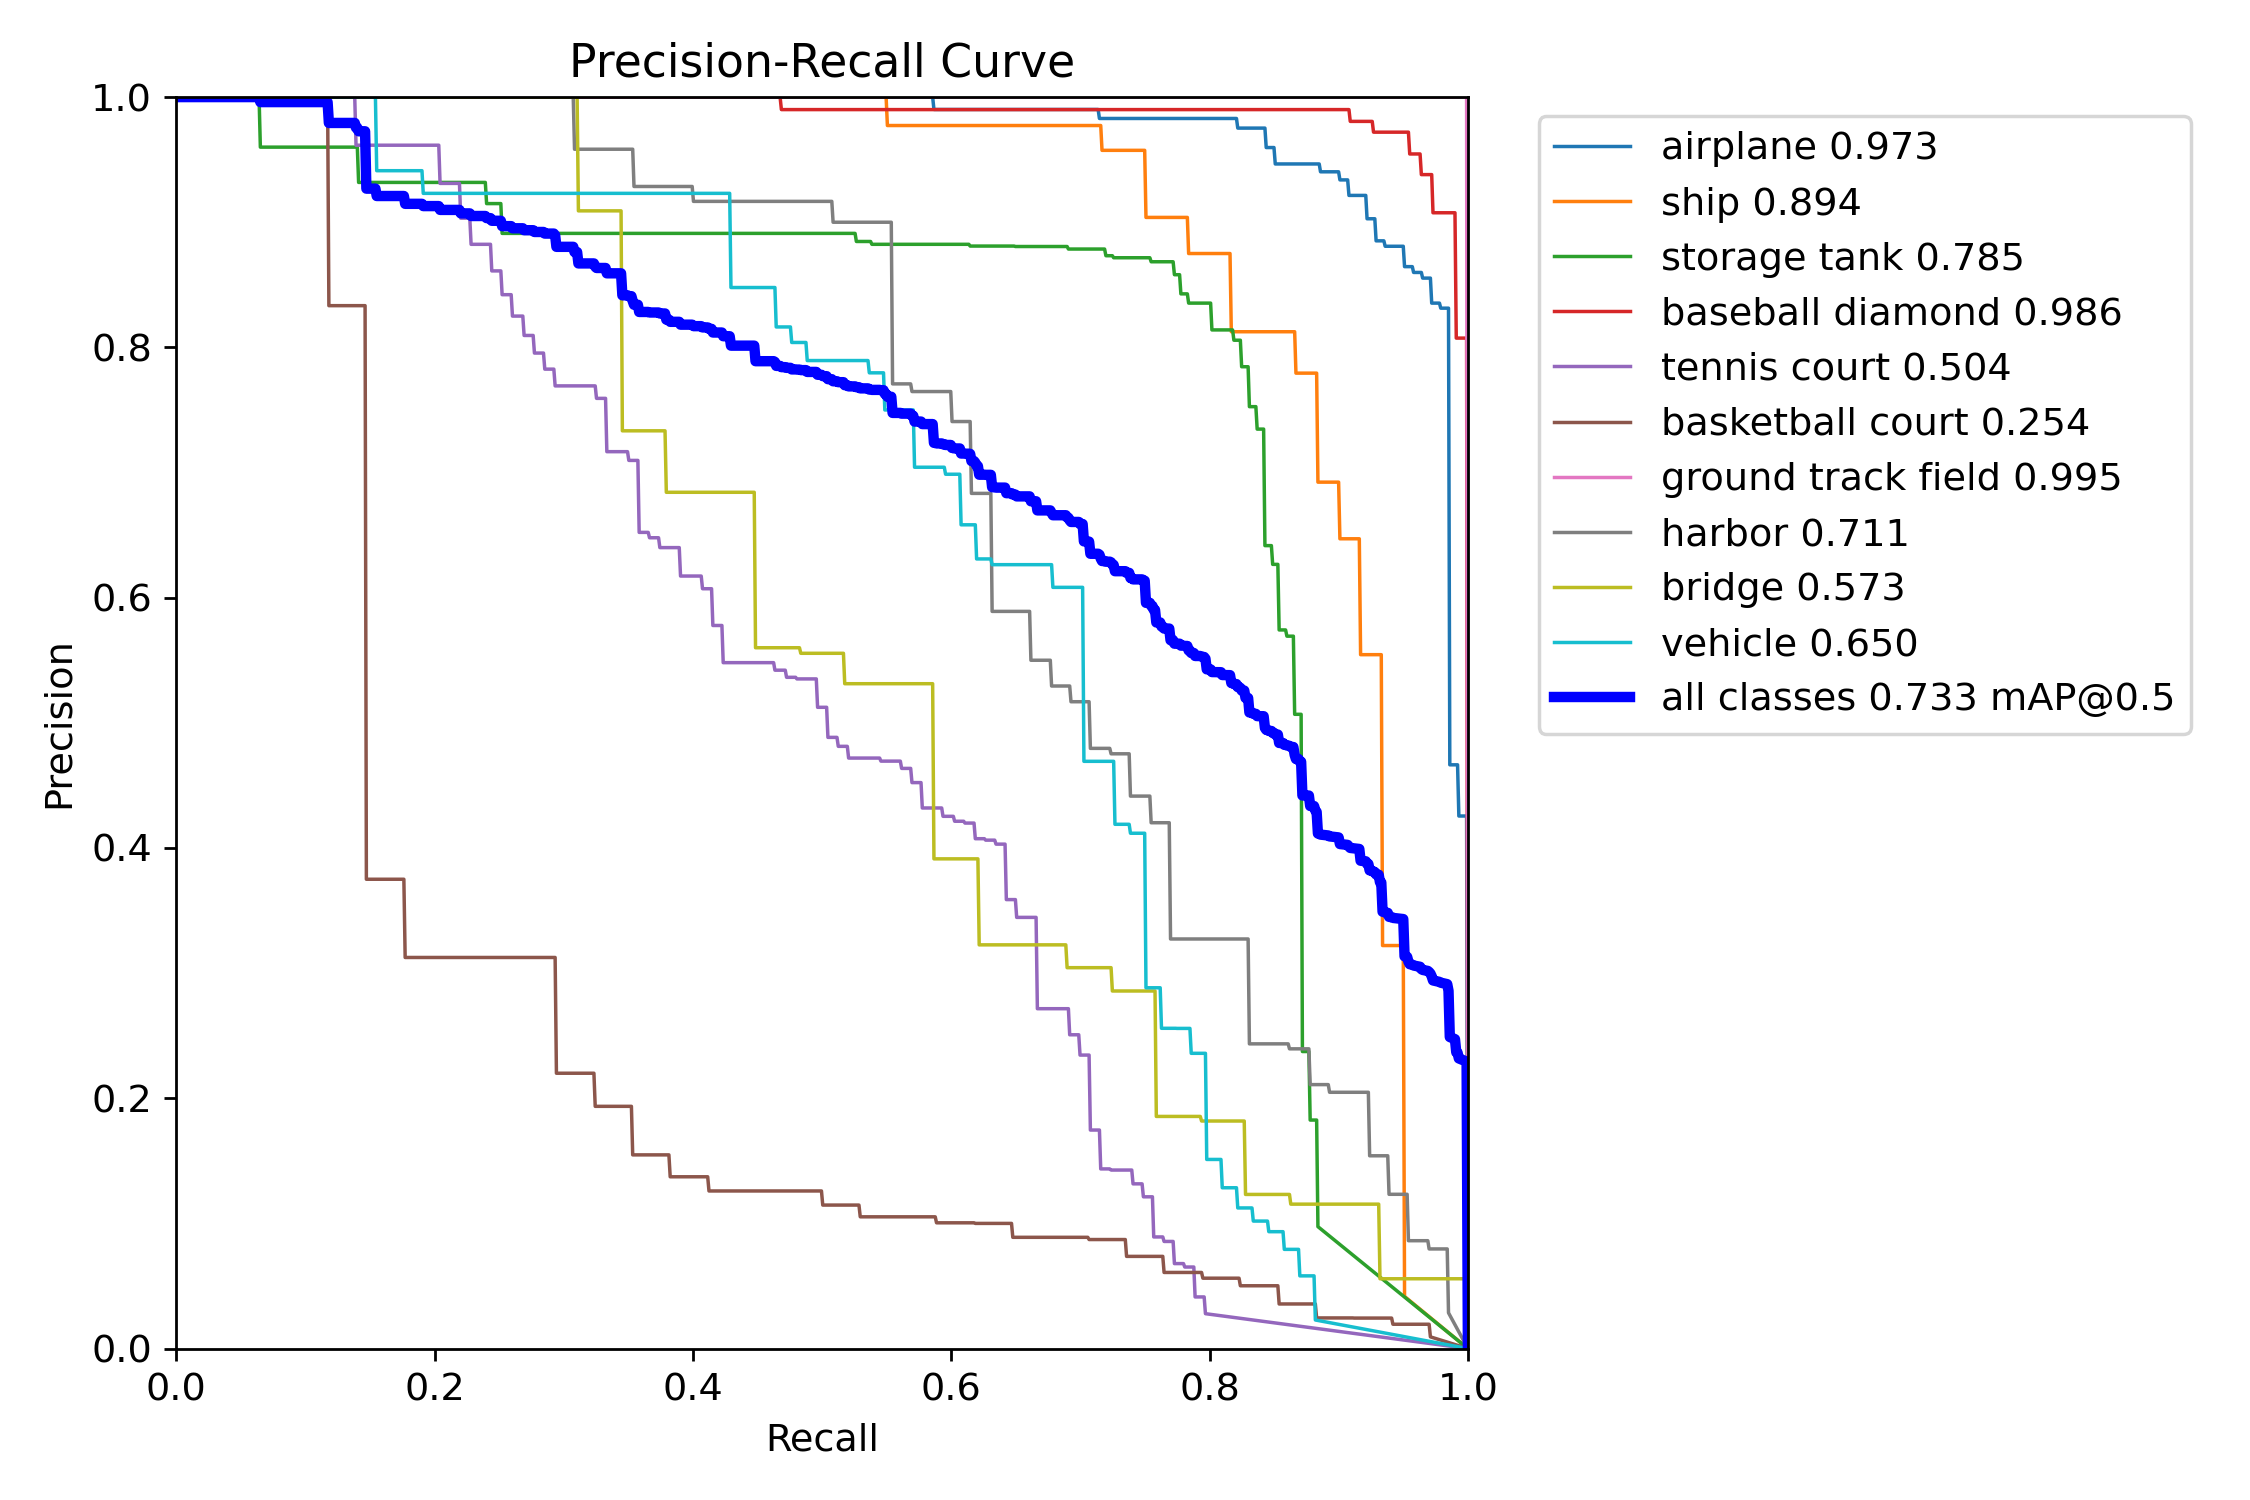 Precision-Recall Curve
1.0
0.8
0.6
0.4
0.2
0.0
Precision
0.0 0.2 0.4 0.6 0.8 1.0
Recall
airplane 0.973
ship 0.894
storage tank 0.785
baseball diamond 0.986
tennis court 0.504
basketball court 0.254
ground track field 0.995
harbor 0.711
bridge 0.573
vehicle 0.650
all classes 0.733 mAP@0.5